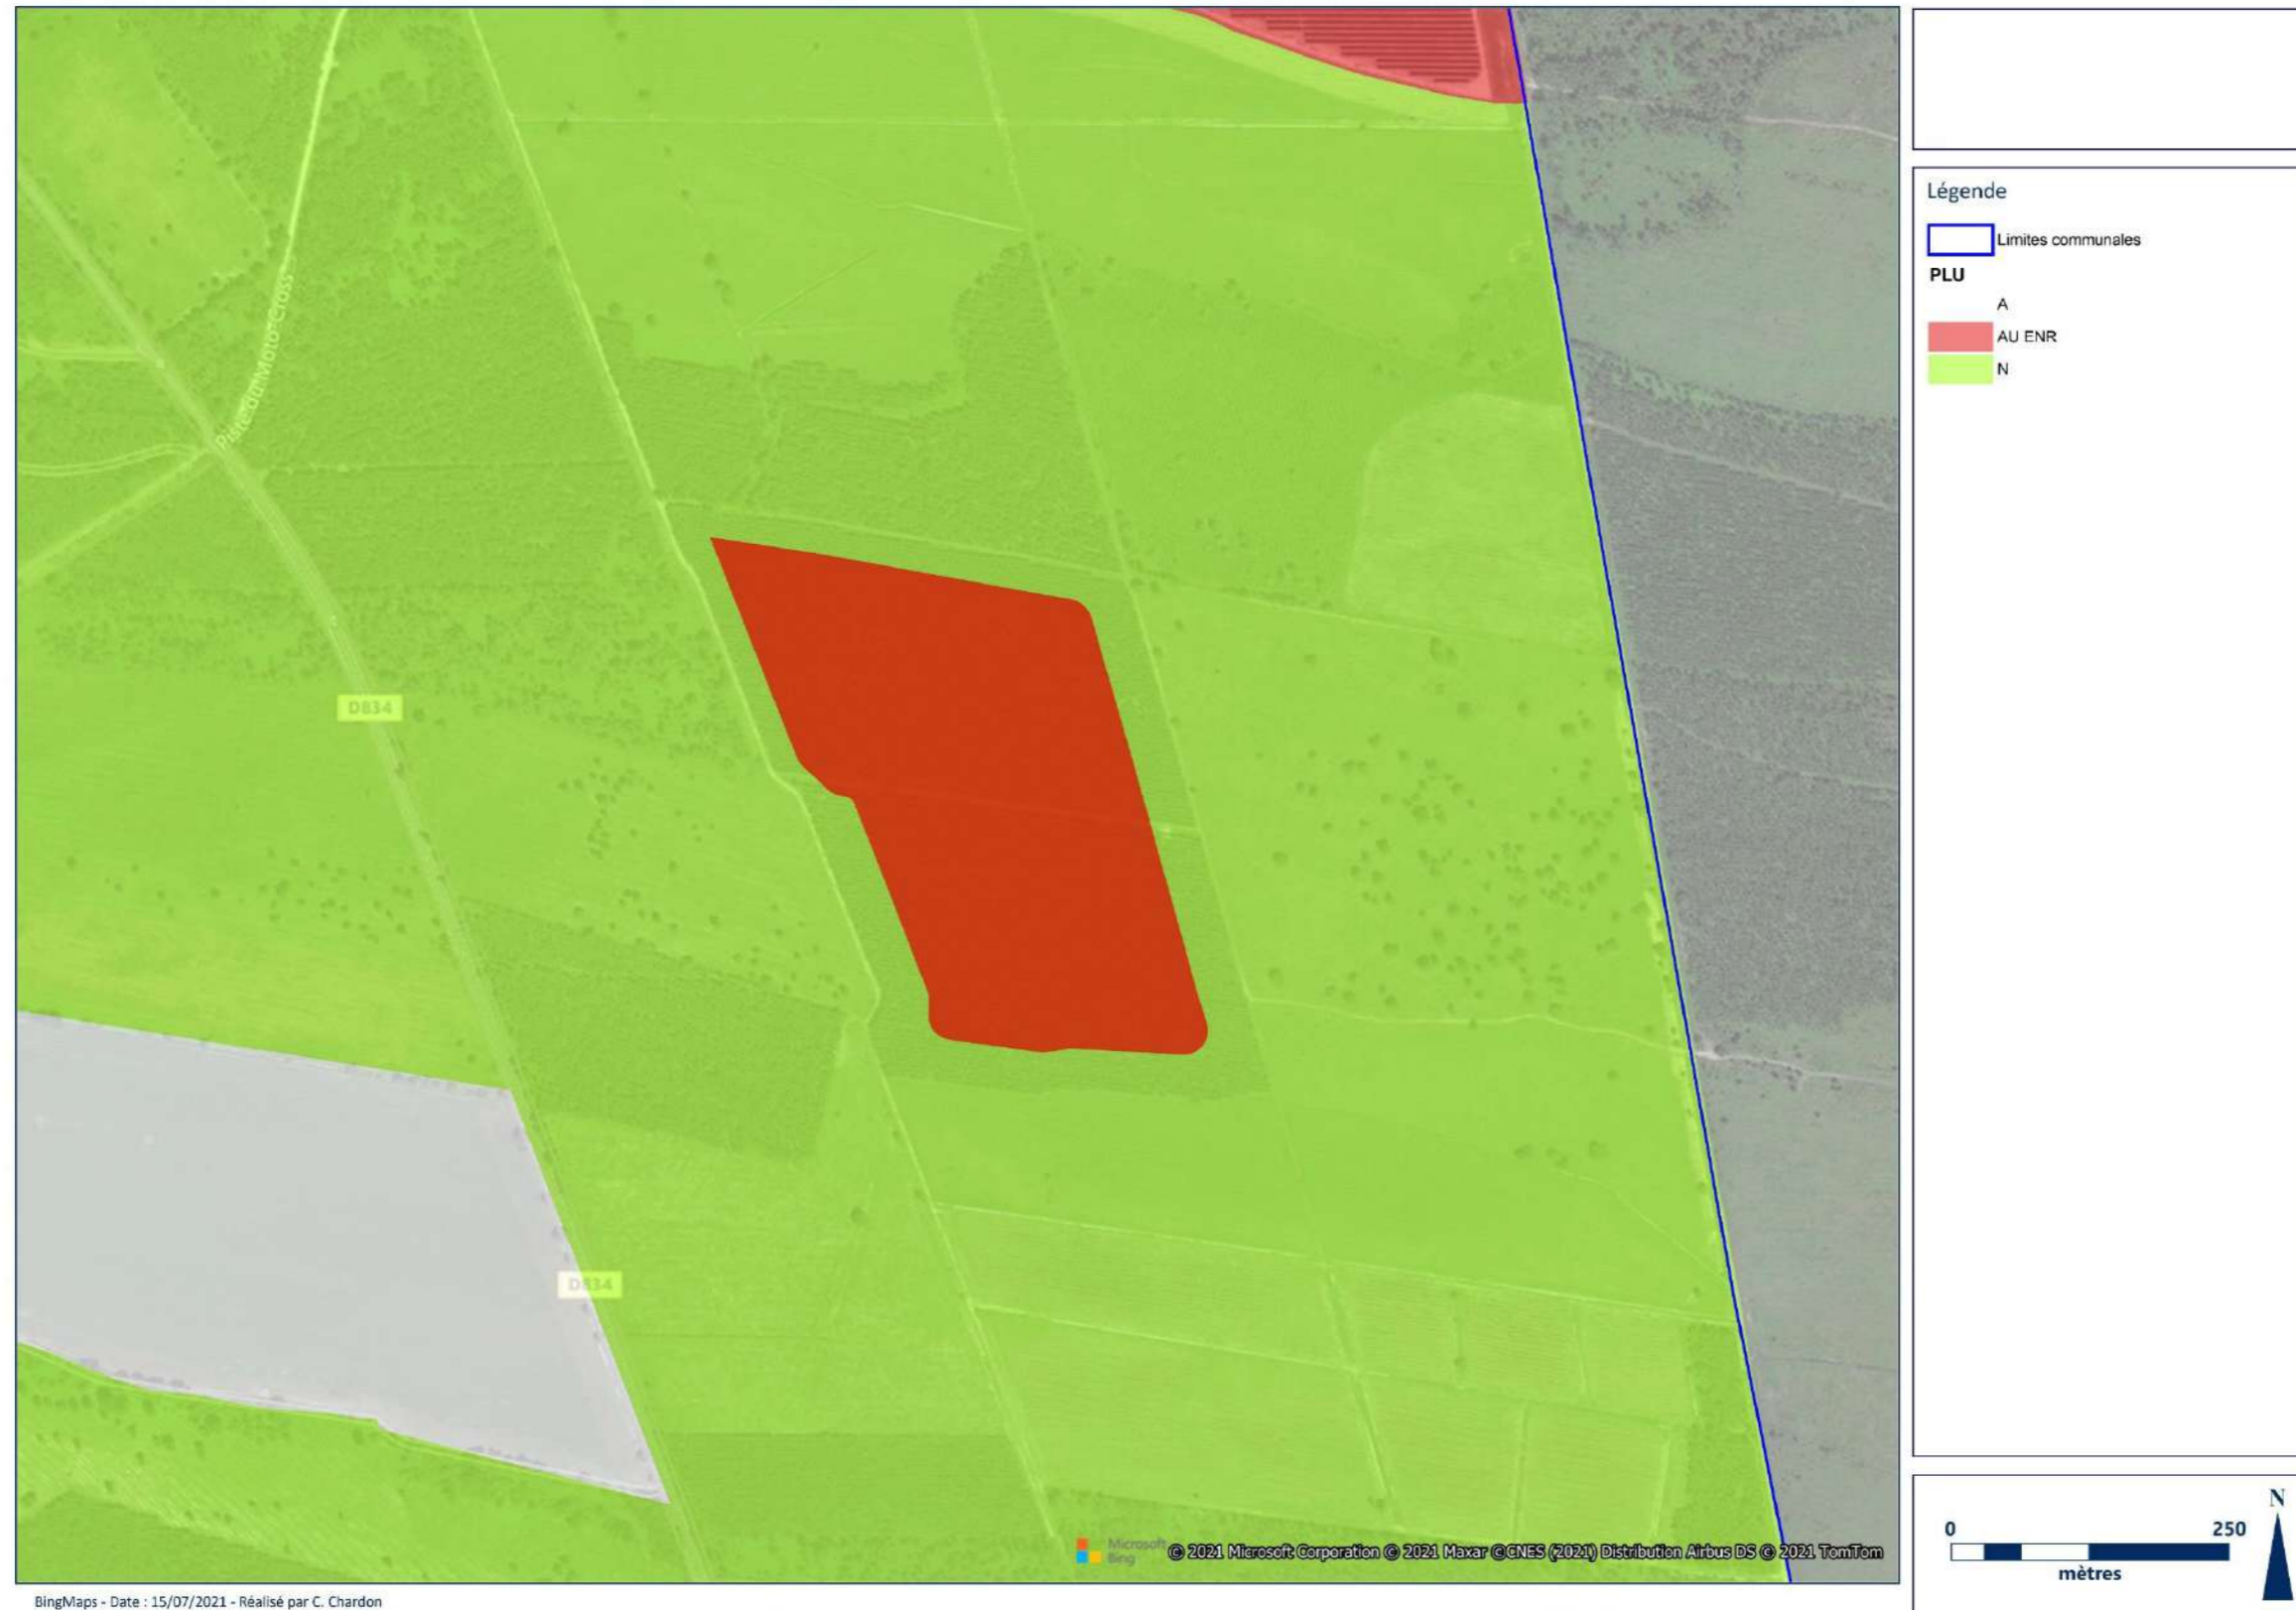 Piste du Moto-Cross
D834
D834
Microsoft
Bing
© 2021 Microsoft Corporation © 2021 Maxar ©CNES (2021) Distribution Airbus DS © 2021 TomTom
BingMaps - Date : 15/07/2021 - Réalisé par C. Chardon
Légende
Limites communales
PLU
A
AU ENR
N
N
0 250
mètres